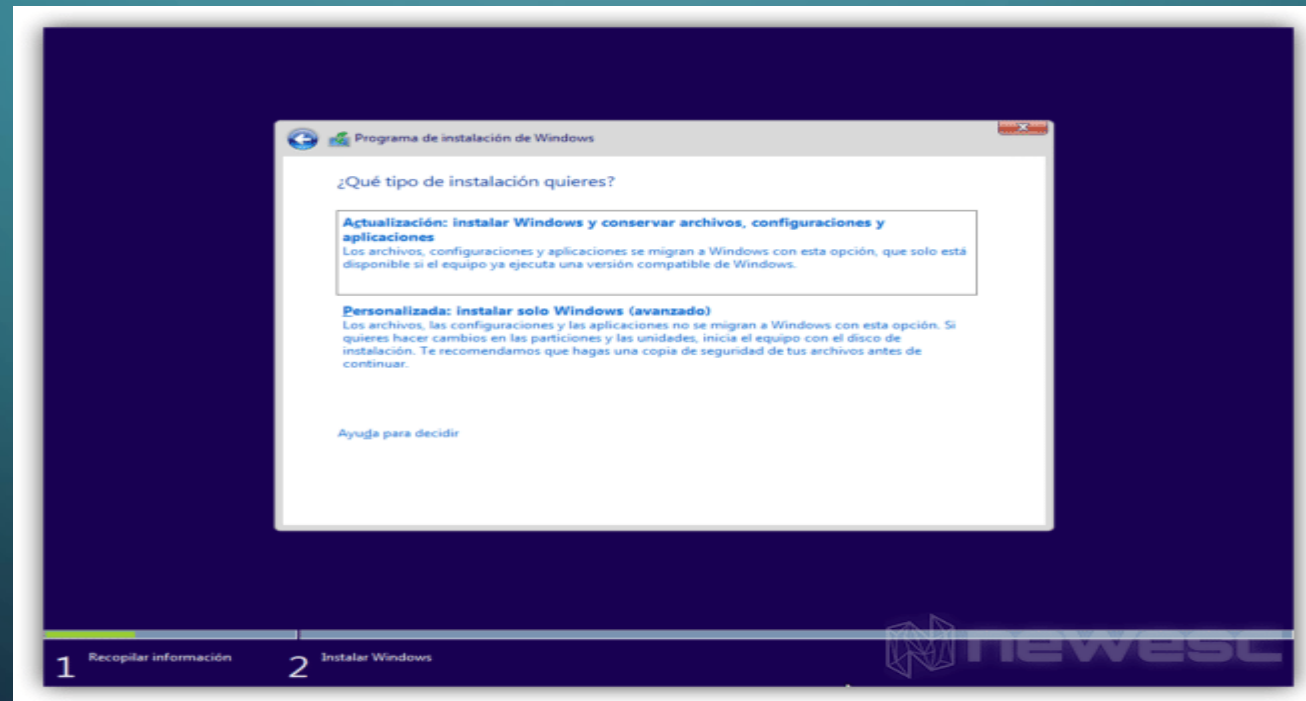 Programa de instalación de Windows
¿Qué tipo de instalación quieres?
Actualización: instalar Windows y conservar archivos, configuraciones y
aplicaciones
Los archivos, configuraciones y aplicaciones se migran a Windows con esta opción, que solo está
disponible si el equipo ya ejecuta una versión compatible de Windows.
Personalizada: instalar solo Windows (avanzado)
Los archivos, las configuraciones y las aplicaciones no se migran a Windows con esta opción. Si
quieres hacer cambios en las particiones y las unidades, inicia el equipo con el disco de
instalación. Te recomendamos que hagas una copia de seguridad de tus archivos antes de
continuar.
Ayuda para decidir
1 Recopilar información
2 Instalar Windows
newesc